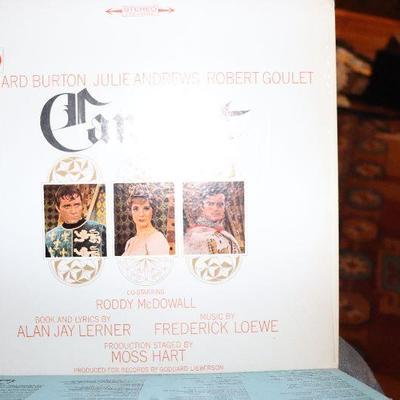 STEREO
ARD BURTON JULIE ANDREWS ROBERT GOULET
CO-STARRING
RODDY McDOWALL
BOOK AND LYRICS BY MUSIC BY
ALAN JAY LERNER FREDERICK LOEWE
PRODUCTION STAGED BY
MOSS HART
PRODUCED FOR RECORDS BY GODDARD LIEBERSON